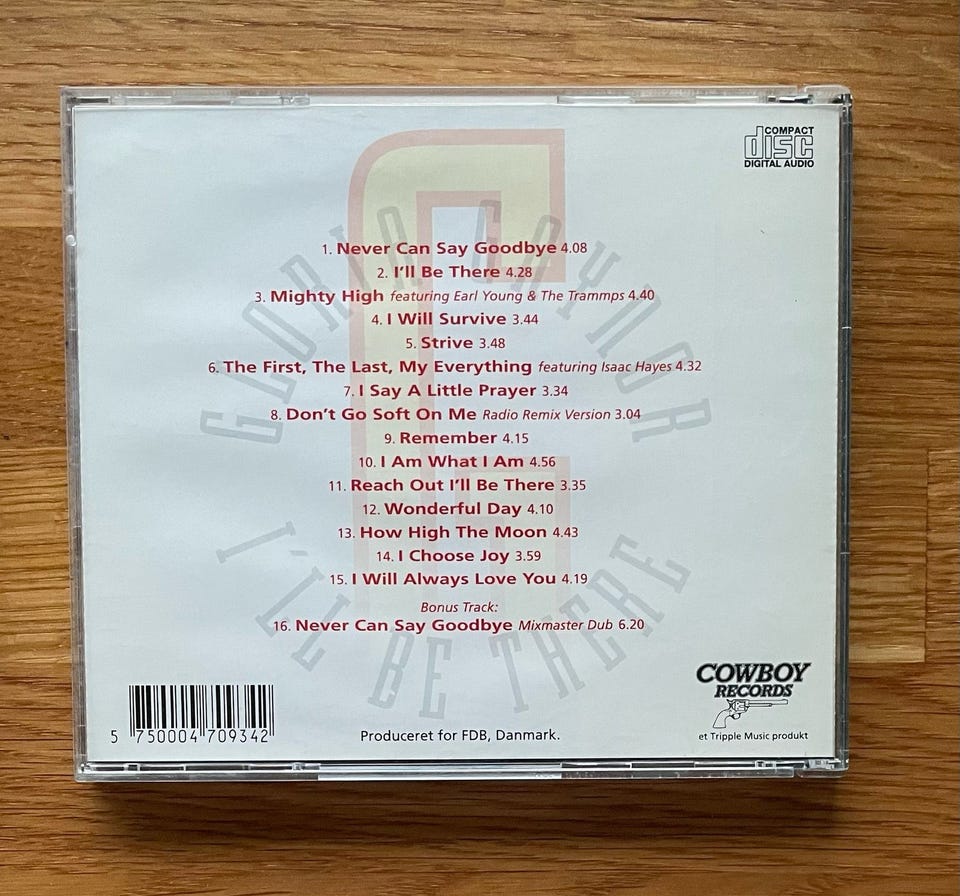 COMPACT
disc
DIGITAL AUDIO
GLORIA GAYNOR
1. Never Can Say Goodbye 4.08
2. I'll Be There 4.28
3. Mighty High featuring Earl Young & The Trammps 4.40
4. I Will Survive 3.44
5. Strive 3.48
6. The First, The Last, My Everything featuring Isaac Hayes 4.32
7. I Say A Little Prayer 3.34
8. Don't Go Soft On Me Radio Remix Version 3.04
9. Remember 4.15
10. I Am What I Am 4.56
11. Reach Out I'll Be There 3.35
12. Wonderful Day 4.10
13. How High The Moon 4.43
14. I Choose Joy 3.59
15. I Will Always Love You 4.19
Bonus Track:
16. Never Can Say Goodbye Mixmaster Dub 6.20
I'LL BE THERE
COWBOY
RECORDS
et Tripple Music produkt
5 750004 709342
Produceret for FDB, Danmark.